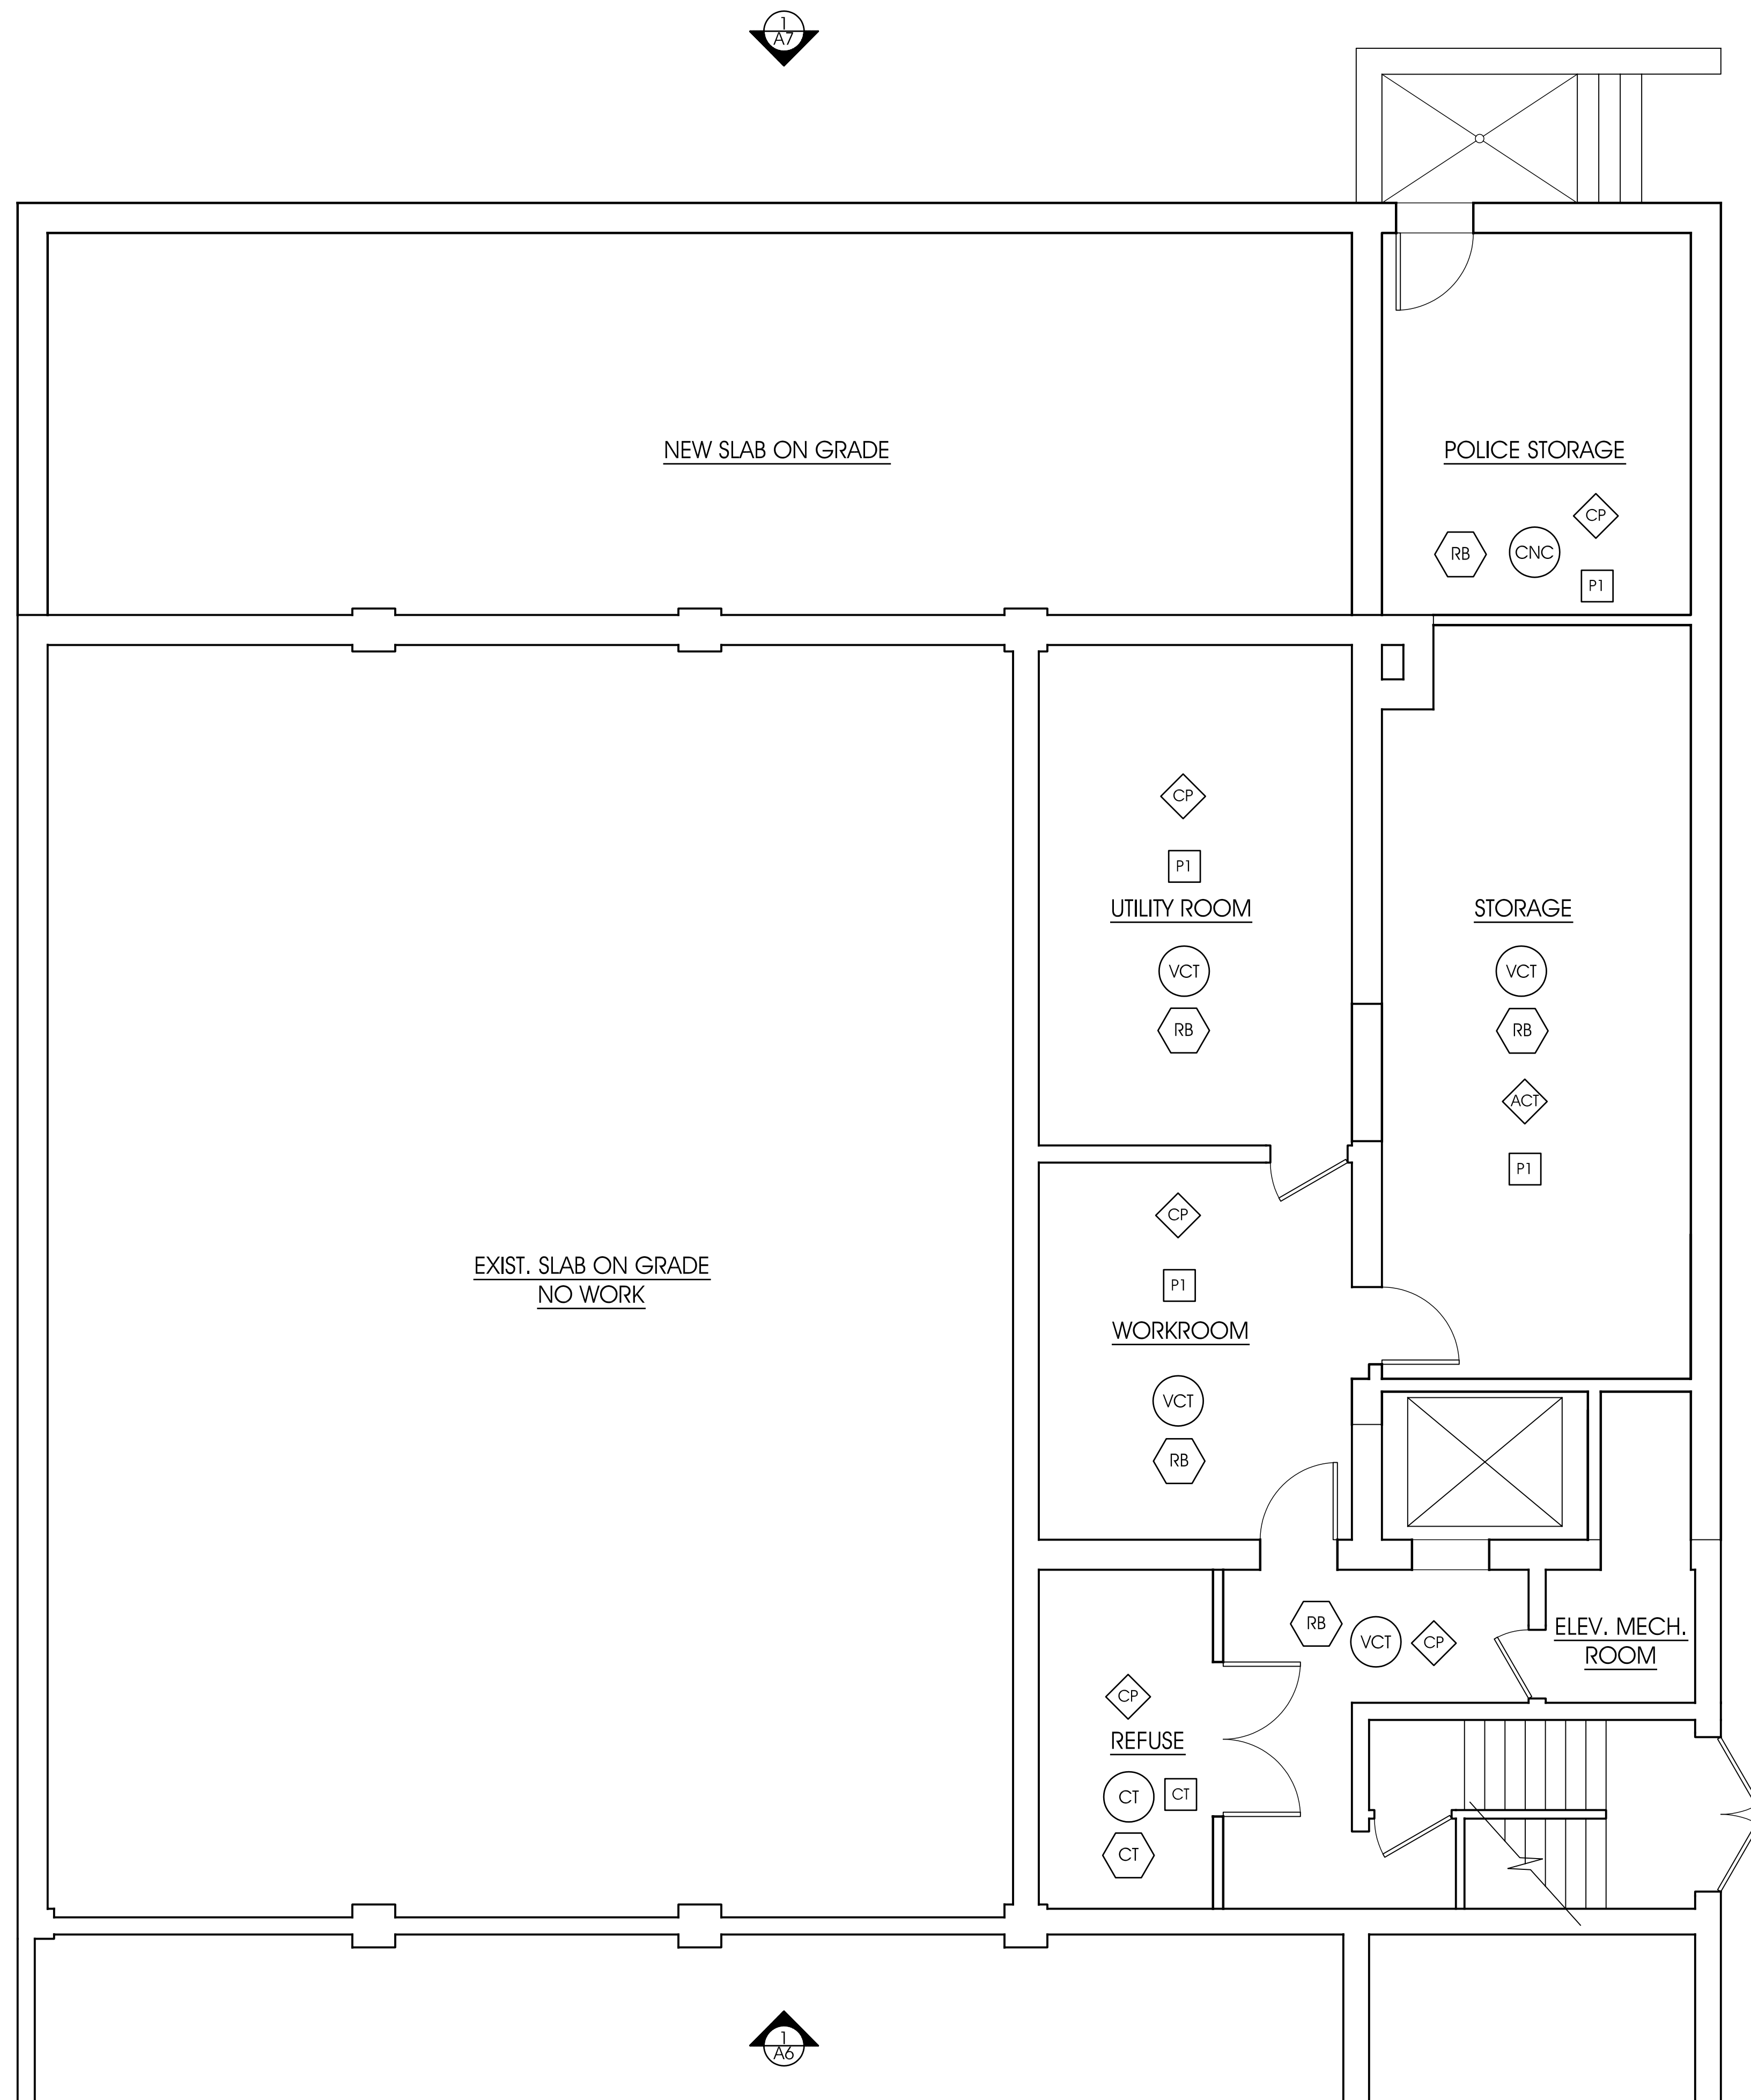 1
A7
NEW SLAB ON GRADE
POLICE STORAGE
CP
RB
CNC
P1
CP
P1
UTILITY ROOM
STORAGE
VCT
VCT
RB
RB
ACT
P1
CP
EXIST. SLAB ON GRADE
NO WORK
P1
WORKROOM
VCT
RB
RB
VCT
CP
ELEV. MECH.
ROOM
CP
REFUSE
CT
CT
CT
1
A6